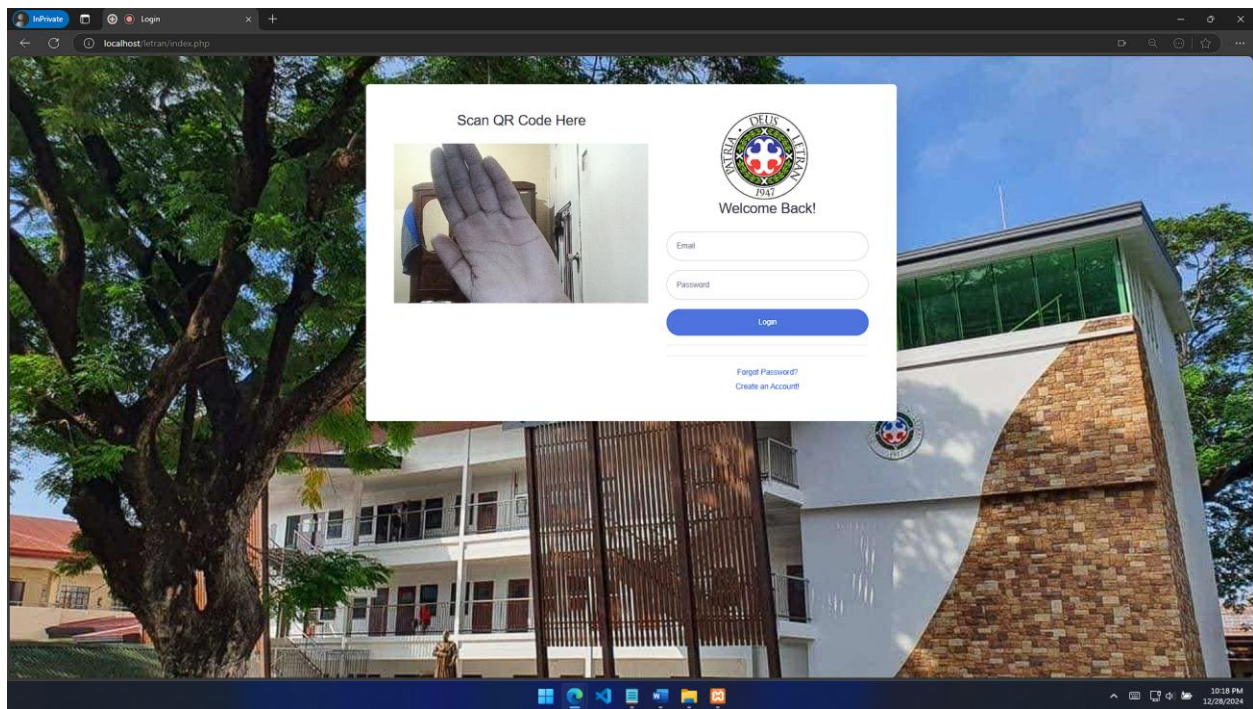 InPrivate
Login
localhost/letran/index.php
Scan QR Code Here
DEUS
PATRIA
LETRAN
1947
Welcome Back!
Email
Password
Login
Forgot Password?
Create an Account!
10:18 PM
12/28/2024